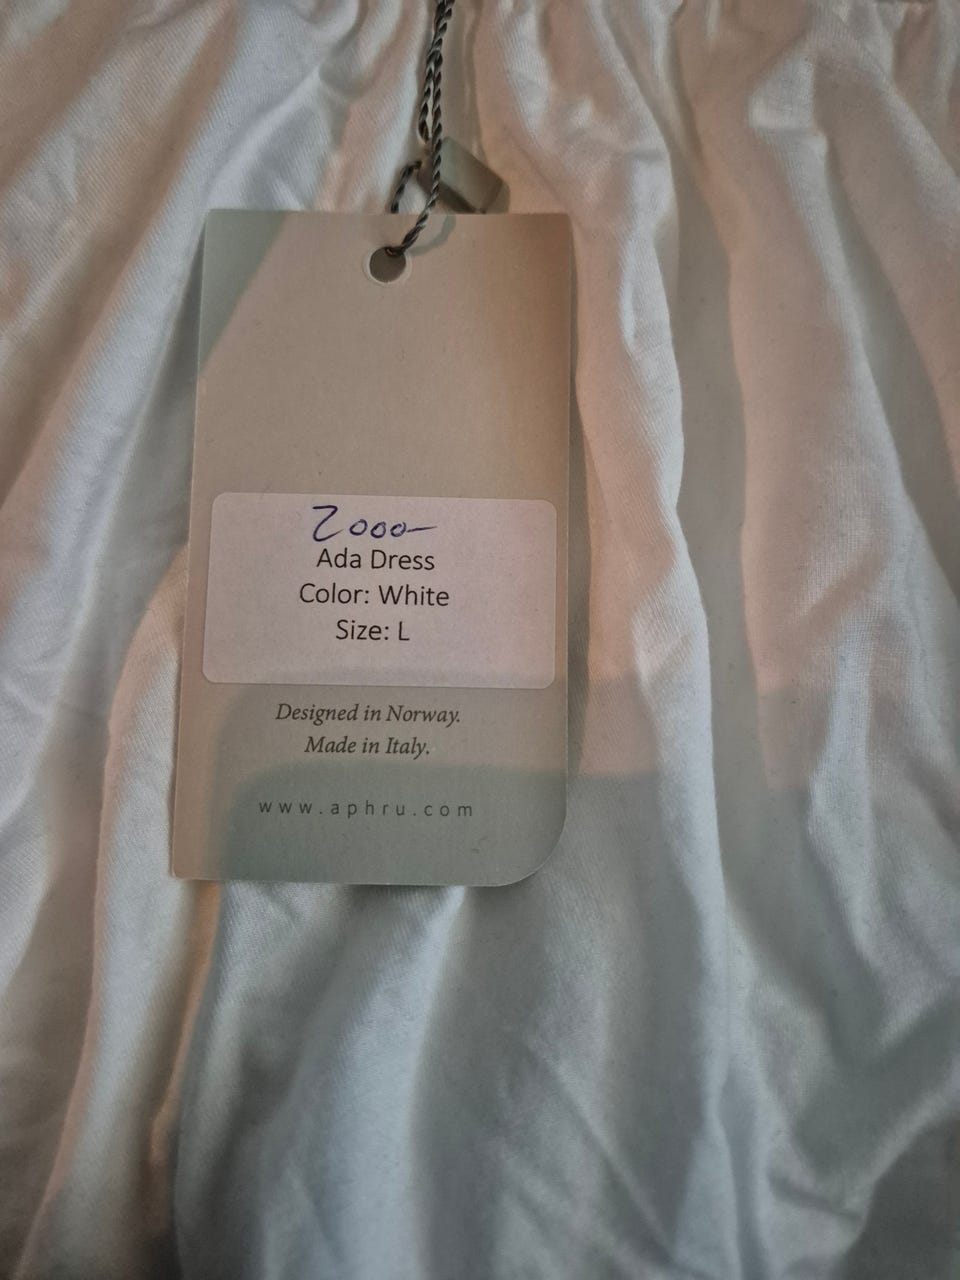 2000-
Ada Dress
Color: White
Size: L
Designed in Norway.
Made in Italy.
www.aphru.com